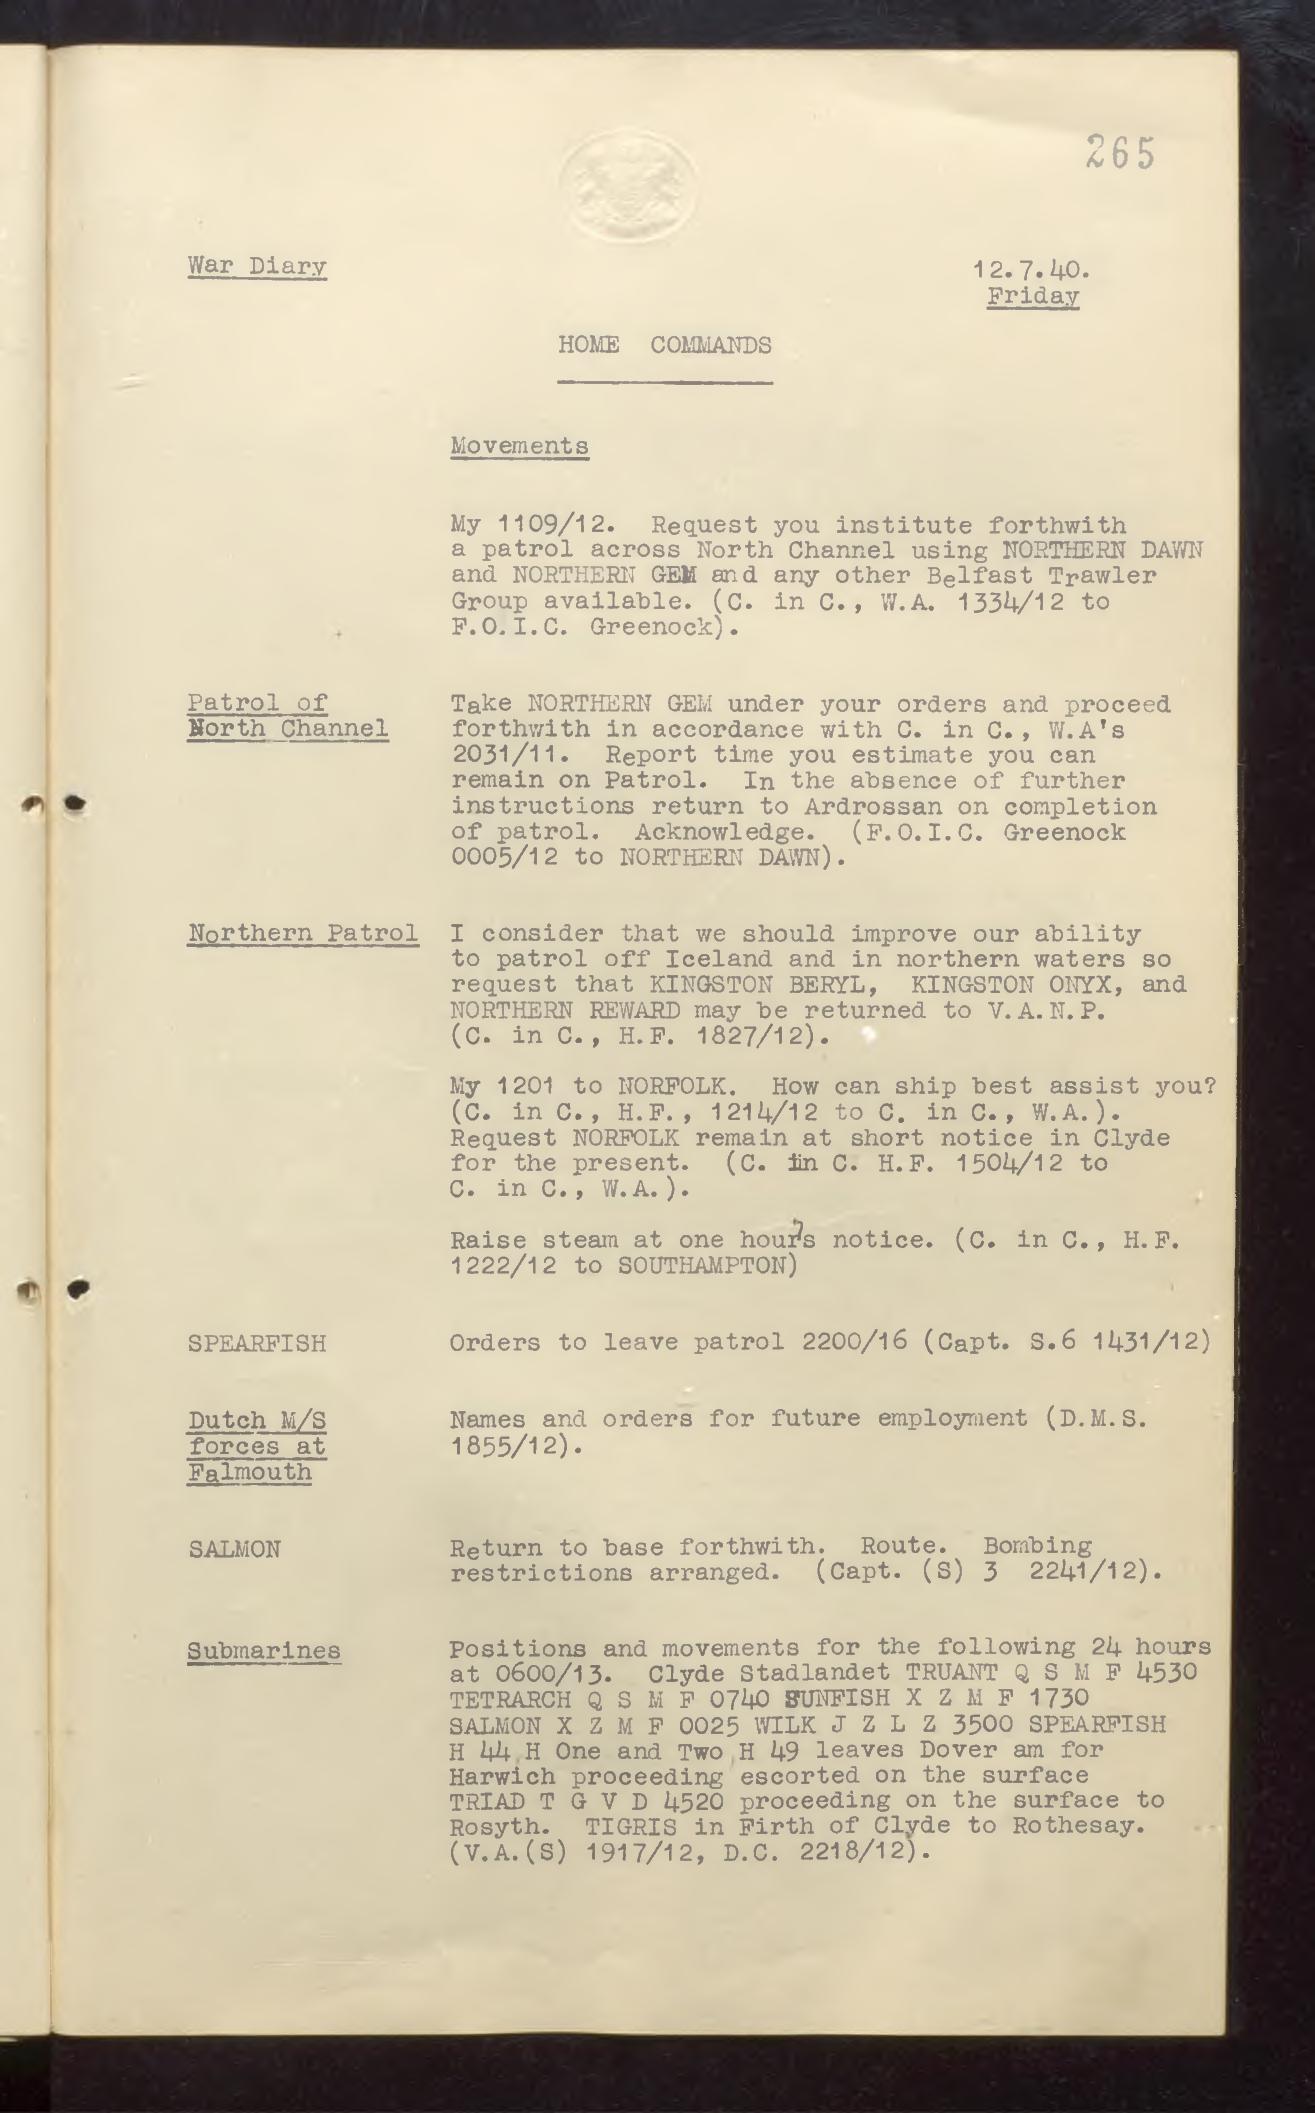 265
War Diary
12.7.40.
Friday
HOME COMMANDS
Movements
My 1109/12. Request you institute forthwith
a patrol across North Channel using NORTHERN DAWN
and NORTHERN GEM and any other Belfast Trawler
Group available. (C. in C., W.A. 1334/12 to
F.O.I.C. Greenock).
Patrol of
North Channel
Take NORTHERN GEM under your orders and proceed
forthwith in accordance with C. in C., W.A's
2031/11. Report time you estimate you can
remain on Patrol. In the absence of further
instructions return to Ardrossan on completion
of patrol. Acknowledge. (F.O.I.C. Greenock
0005/12 to NORTHERN DAWN).
Northern Patrol
I consider that we should improve our ability
to patrol off Iceland and in northern waters so
request that KINGSTON BERYL, KINGSTON ONYX, and
NORTHERN REWARD may be returned to V.A.N.P.
(C. in C., H.F. 1827/12).
My 1201 to NORFOLK. How can ship best assist you?
(C. in C., H.F., 1214/12 to C. in C., W.A.).
Request NORFOLK remain at short notice in Clyde
for the present. (C. in C. H.F. 1504/12 to
C. in C., W.A.).
Raise steam at one hour's notice. (C. in C., H.F.
1222/12 to SOUTHAMPTON)
SPEARFISH
Orders to leave patrol 2200/16 (Capt. S.6 1431/12)
Dutch M/S
forces at
Falmouth
Names and orders for future employment (D.M.S.
1855/12).
SALMON
Return to base forthwith. Route. Bombing
restrictions arranged. (Capt. (S) 3 2241/12).
Submarines
Positions and movements for the following 24 hours
at 0600/13. Clyde Stadlandet TRUANT Q S M F 4530
TETRARCH Q S M F 0740 SUNFISH X Z M F 1730
SALMON X Z M F 0025 WILK J Z L Z 3500 SPEARFISH
H 44, H One and Two, H 49 leaves Dover am for
Harwich proceeding escorted on the surface
TRIAD T G V D 4520 proceeding on the surface to
Rosyth. TIGRIS in Firth of Clyde to Rothesay.
(V.A.(S) 1917/12, D.C. 2218/12).